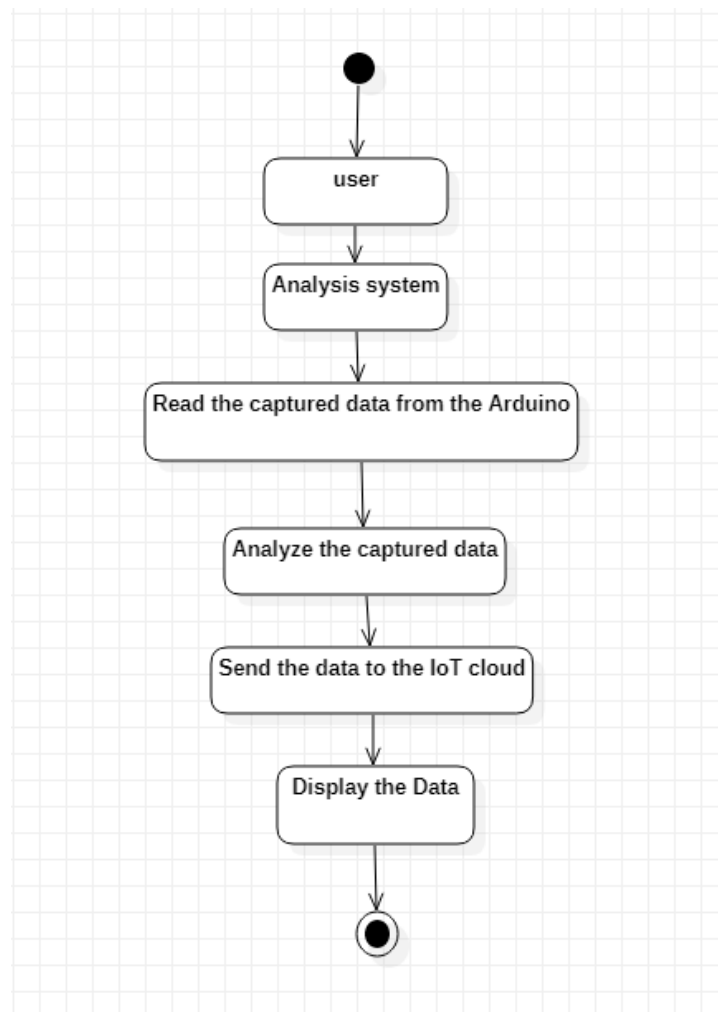 user
Analysis system
Read the captured data from the Arduino
Analyze the captured data
Send the data to the IoT cloud
Display the Data